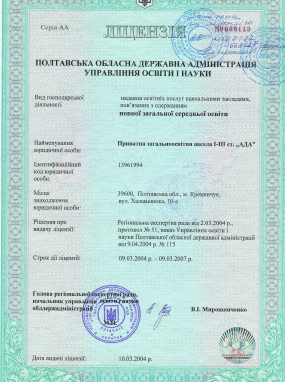 ЛІЦЕНЗІЯ
Серія АА
№
ПОЛТАВСЬКА ОБЛАСНА ДЕРЖАВНА АДМІНІСТРАЦІЯ
УПРАВЛІННЯ ОСВІТИ І НАУКИ
Вид господарської діяльності
надання освітніх послуг навчальними закладами,
пов'язаних з одержанням
повної загальної середньої освіти
Найменування юридичної особи:
Приватна загальноосвітня школа І-ІІІ ст. „АДА”
Ідентифікаційний код юридичної особи:
13961994
Місце знаходження юридичної особи:
39600, Полтавська обл., м. Кременчук,
вул. Халаменюка, 10-а
Рішення про видачу ліцензії:
Регіональна експертна рада від 2.03.2004 р.,
протокол № 51, наказ Управління освіти і
науки Полтавської обласної державної адміністрації
від 9.04.2004 р. № 115
Строк дії ліцензії:
09.03.2004 р. – 09.03.2007 р.
Голова регіональної експертної ради,
начальник управління освіти і науки
облдержадміністрації
В.І. Мирошниченко
М.П.
Дата видачі ліцензії
10.03.2004 р.